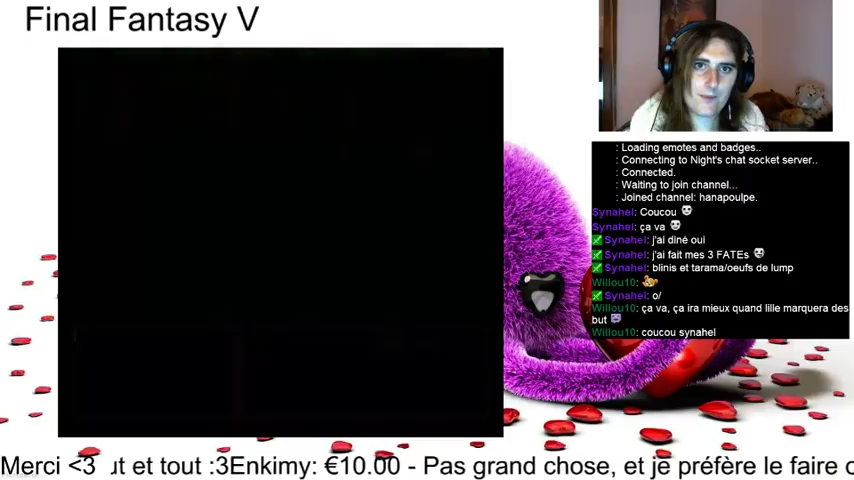 Final Fantasy V
: Loading emotes and badges..
: Connecting to Night's chat socket server..
: Connected.
: Waiting to join channel...
: Joined channel: hanapoulpe.
Synahel: Coucou
Synahel: ça va
Synahel: j'ai diné oui
Synahel: j'ai fait mes 3 FATEs
Synahel: blinis et tarama/oeufs de lump
Willou10:
Synahel: o/
Willou10: ça va, ça ira mieux quand lille marquera des
but
Willou10: coucou synahel
Merci <3 ut et tout :3Enkimy: €10.00 - Pas grand chose, et je préfère le faire